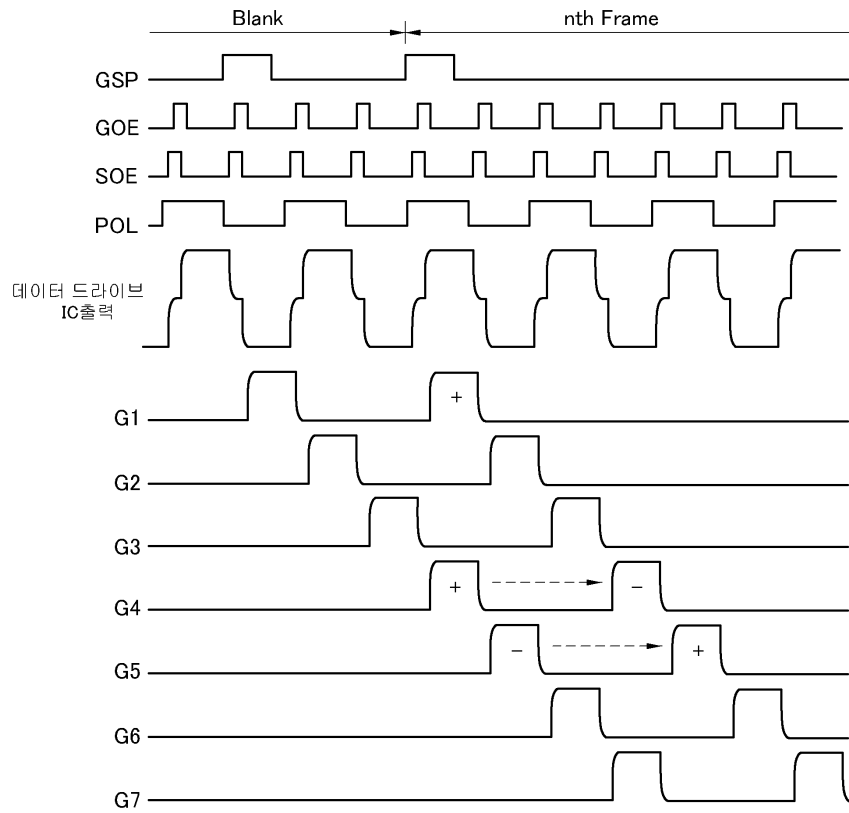 Blank
nth Frame
GSP
GOE
SOE
POL
데이터 드라이브
IC출력
G1
+
G2
G3
G4
+
−
G5
−
+
G6
G7